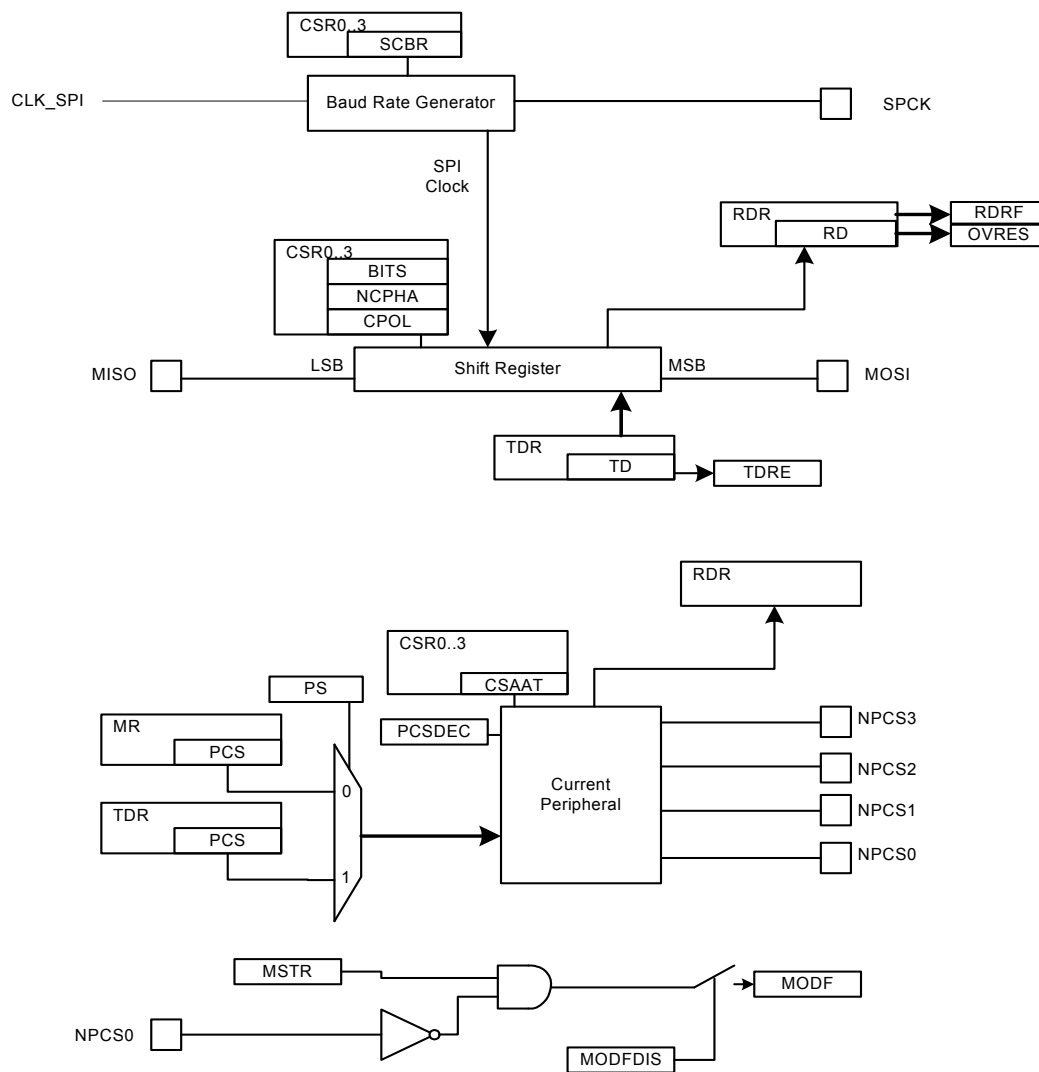 CSR0..3
SCBR
CLK_SPI
Baud Rate Generator
SPCK
SPI
Clock
RDR
RD
RDRF
OVRES
CSR0..3
BITS
NCPHA
CPOL
MISO
LSB
Shift Register
MSB
MOSI
TDR
TD
TDRE
RDR
CSR0..3
CSAAT
PS
PCSDEC
MR
PCS
0
TDR
PCS
1
Current
Peripheral
NPCS3
NPCS2
NPCS1
NPCS0
MSTR
MODF
NPCS0
MODFDIS